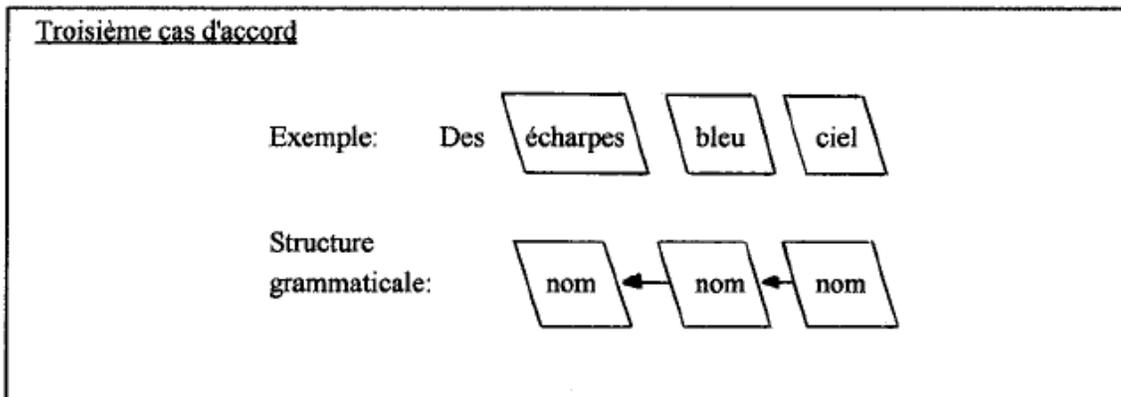 Troisième cas d'accord
Exemple: Des écharpes bleu ciel
Structure
grammaticale: nom nom nom